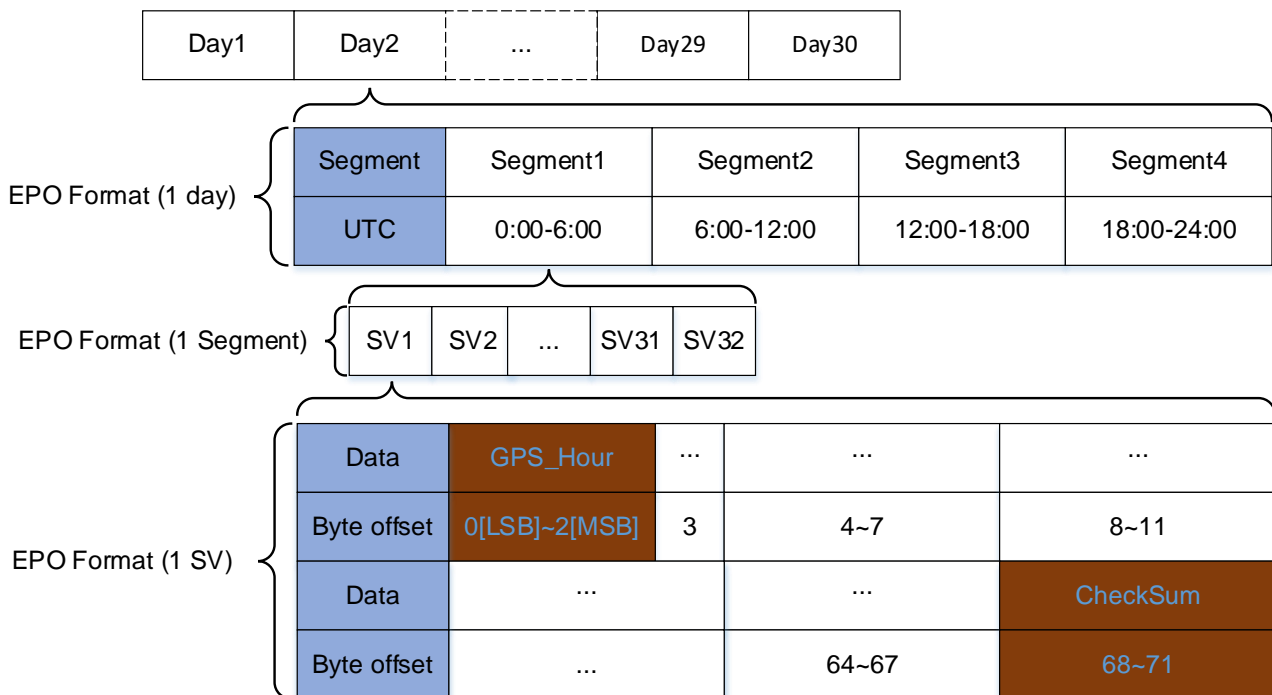 Day1 Day2 ... Day29 Day30
EPO Format (1 day)
Segment Segment1 Segment2 Segment3 Segment4
UTC 0:00-6:00 6:00-12:00 12:00-18:00 18:00-24:00
EPO Format (1 Segment)
SV1 SV2 ... SV31 SV32
EPO Format (1 SV)
Data GPS_Hour ... ... ...
Byte offset 0[LSB]~2[MSB] 3 4~7 8~11
Data ... ... CheckSum
Byte offset ... 64~67 68~71